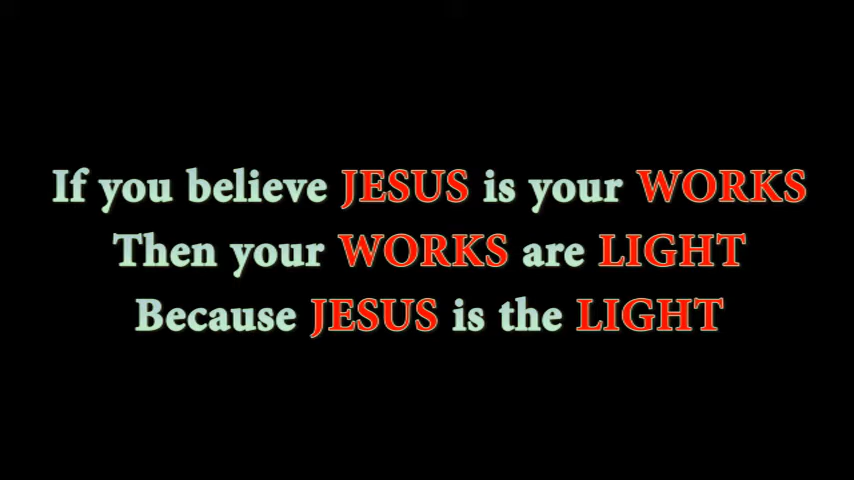 If you believe JESUS is your WORKS
Then your WORKS are LIGHT
Because JESUS is the LIGHT